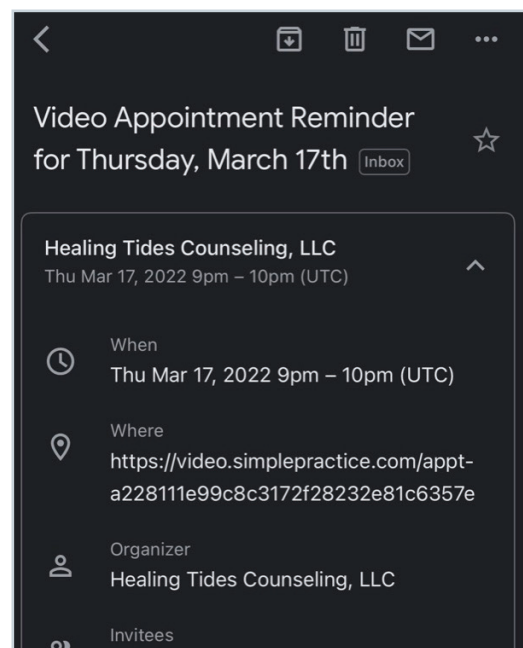 Video Appointment Reminder
for Thursday, March 17th Inbox
Healing Tides Counseling, LLC
Thu Mar 17, 2022 9pm – 10pm (UTC)
When
Thu Mar 17, 2022 9pm – 10pm (UTC)
Where
https://video.simplepractice.com/appt-
a228111e99c8c3172f28232e81c6357e
Organizer
Healing Tides Counseling, LLC
Invitees